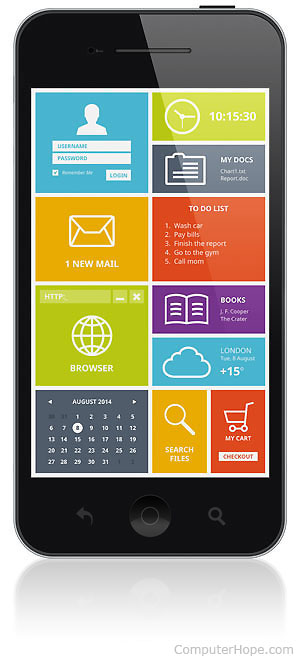 USERNAME
PASSWORD
Remember Me
LOGIN
10:15:30
MY DOCS
Chart1.tat
Report.doc
1 NEW MAIL
TO DO LIST
1. Wash car
2. Pay bills
3. Finish the report
4. Go to the gym
5. Call mom
HTTP:
BROWSER
BOOKS
J. F. Cooper
The Crater
LONDON
Tue, 8 August
+15°
AUGUST 2014
30 31 1 2 3 4 5
6 7 8 9 10 11 12
13 14 15 16 17 18 19
20 21 22 23 24 25 26
27 28 29 30 31 1 2
SEARCH
FILES
MY CART
CHECKOUT
ComputerHope.com